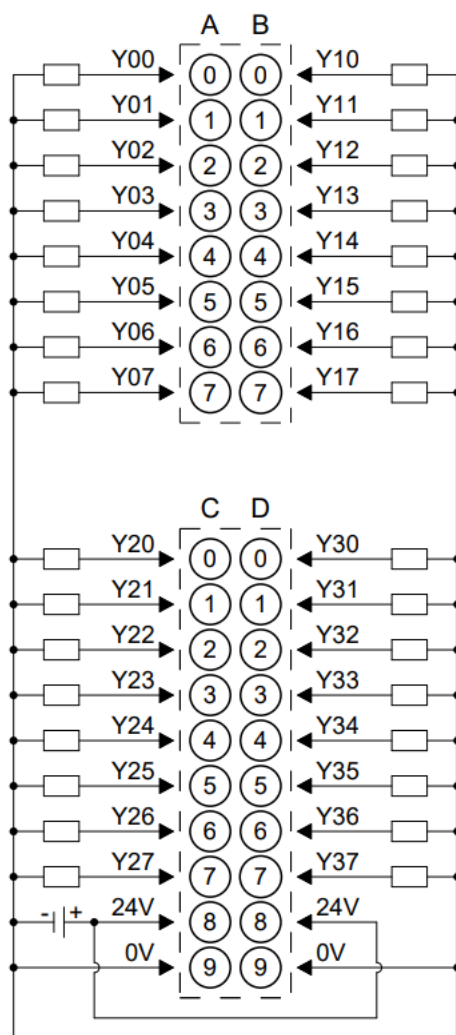 A B
Y00 0 0 Y10
Y01 1 1 Y11
Y02 2 2 Y12
Y03 3 3 Y13
Y04 4 4 Y14
Y05 5 5 Y15
Y06 6 6 Y16
Y07 7 7 Y17
C D
Y20 0 0 Y30
Y21 1 1 Y31
Y22 2 2 Y32
Y23 3 3 Y33
Y24 4 4 Y34
Y25 5 5 Y35
Y26 6 6 Y36
Y27 7 7 Y37
- + 24V 8 8 24V
0V 9 9 0V